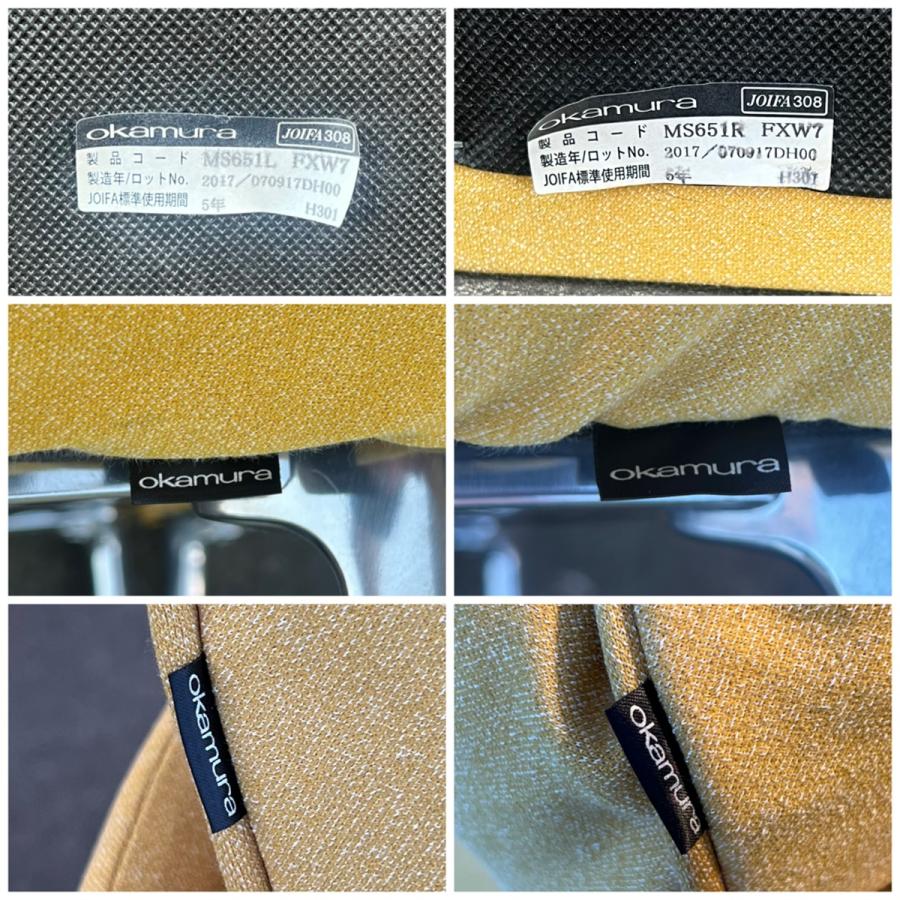 okamura JOIFA308
製品コード MS651L FXW7
製造年/ロットNo. 2017/070917DH00
JOIFA標準使用期間 5年 H301
okamura JOIFA308
製品コード MS651R FXW7
製造年/ロットNo. 2017/070917DH00
JOIFA標準使用期間 5年 H301
okamura
okamura
okamura
okamura